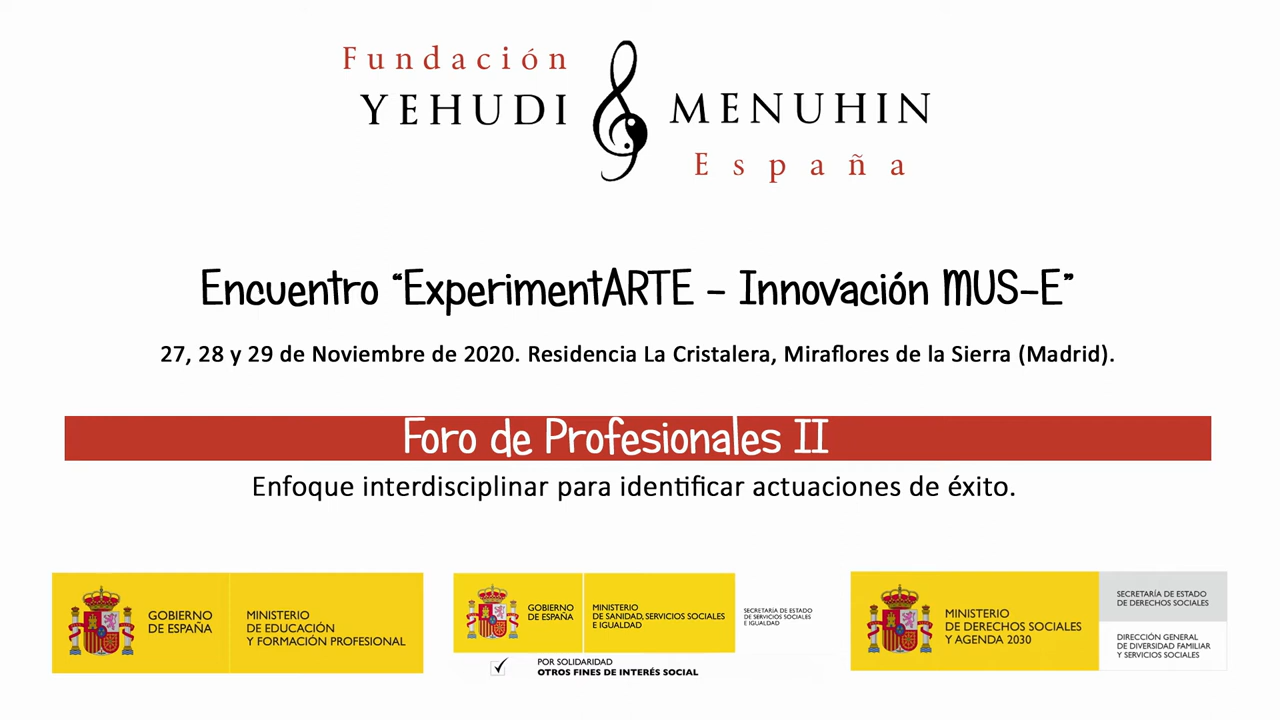 Fundación
YEHUDI MENUHIN
España
Encuentro “ExperimentARTE - Innovación MUS-E”
27, 28 y 29 de Noviembre de 2020. Residencia La Cristalera, Miraflores de la Sierra (Madrid).
Foro de Profesionales II
Enfoque interdisciplinar para identificar actuaciones de éxito.
GOBIERNO
DE ESPAÑA
MINISTERIO
DE EDUCACIÓN
Y FORMACIÓN PROFESIONAL
GOBIERNO
DE ESPAÑA
MINISTERIO
DE SANIDAD, SERVICIOS SOCIALES
E IGUALDAD
SECRETARÍA DE ESTADO
DE SERVICIOS SOCIALES
E IGUALDAD
POR SOLIDARIDAD
OTROS FINES DE INTERÉS SOCIAL
MINISTERIO
DE DERECHOS SOCIALES
Y AGENDA 2030
SECRETARÍA DE ESTADO
DE DERECHOS SOCIALES
DIRECCIÓN GENERAL
DE DIVERSIDAD FAMILIAR
Y SERVICIOS SOCIALES